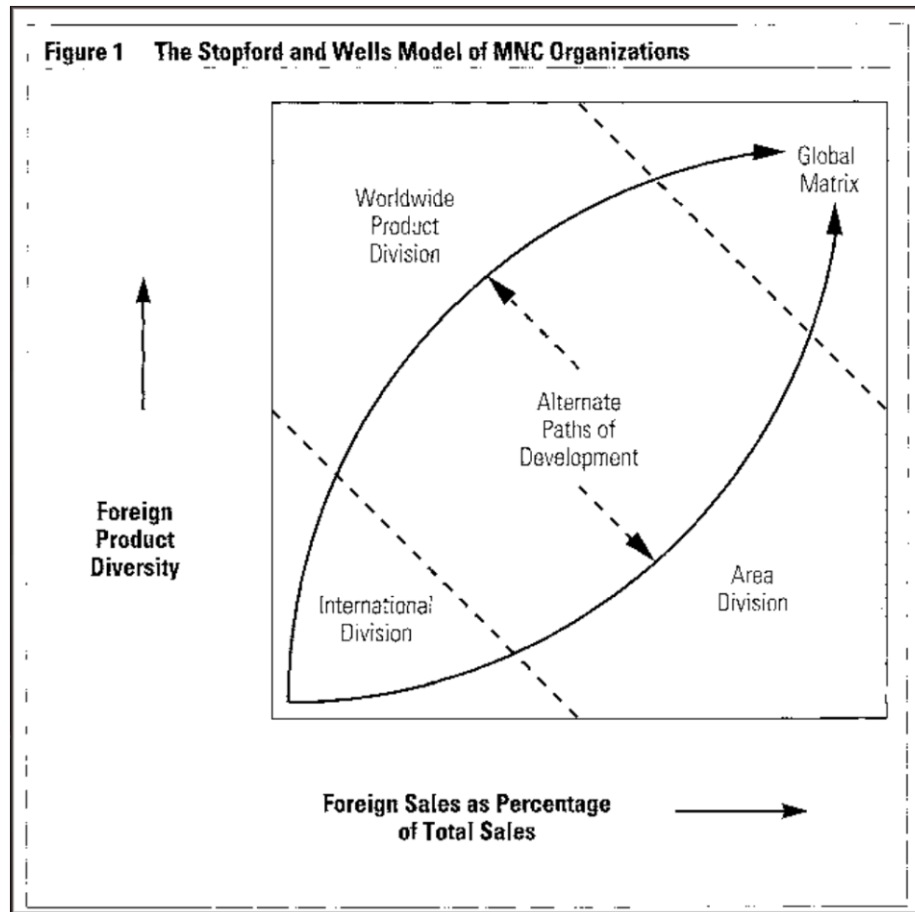 Figure 1 The Stopford and Wells Model of MNC Organizations
Global
Matrix
Worldwide
Product
Division
Alternate
Paths of
Development
Foreign
Product
Diversity
International
Division
Area
Division
Foreign Sales as Percentage
of Total Sales